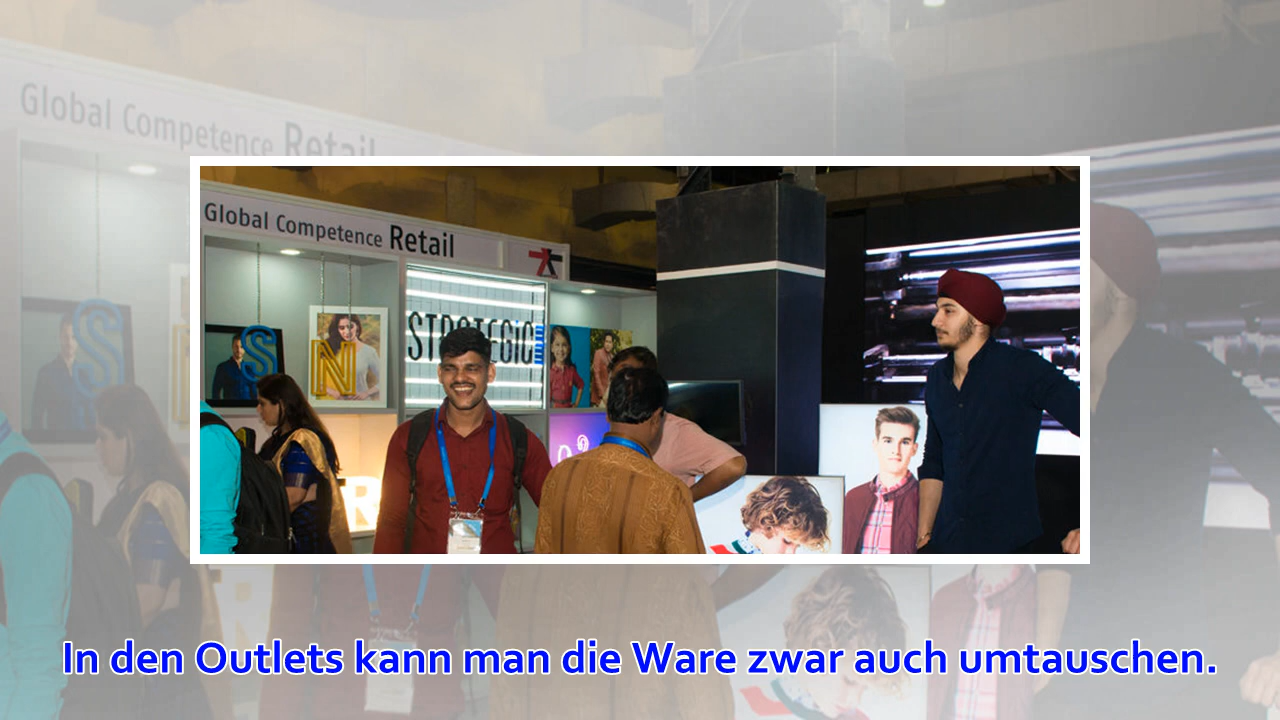 Global Competence Retail
Global Competence Retail
S
N
STRATEGIC
R
In den Outlets kann man die Ware zwar auch umtauschen.